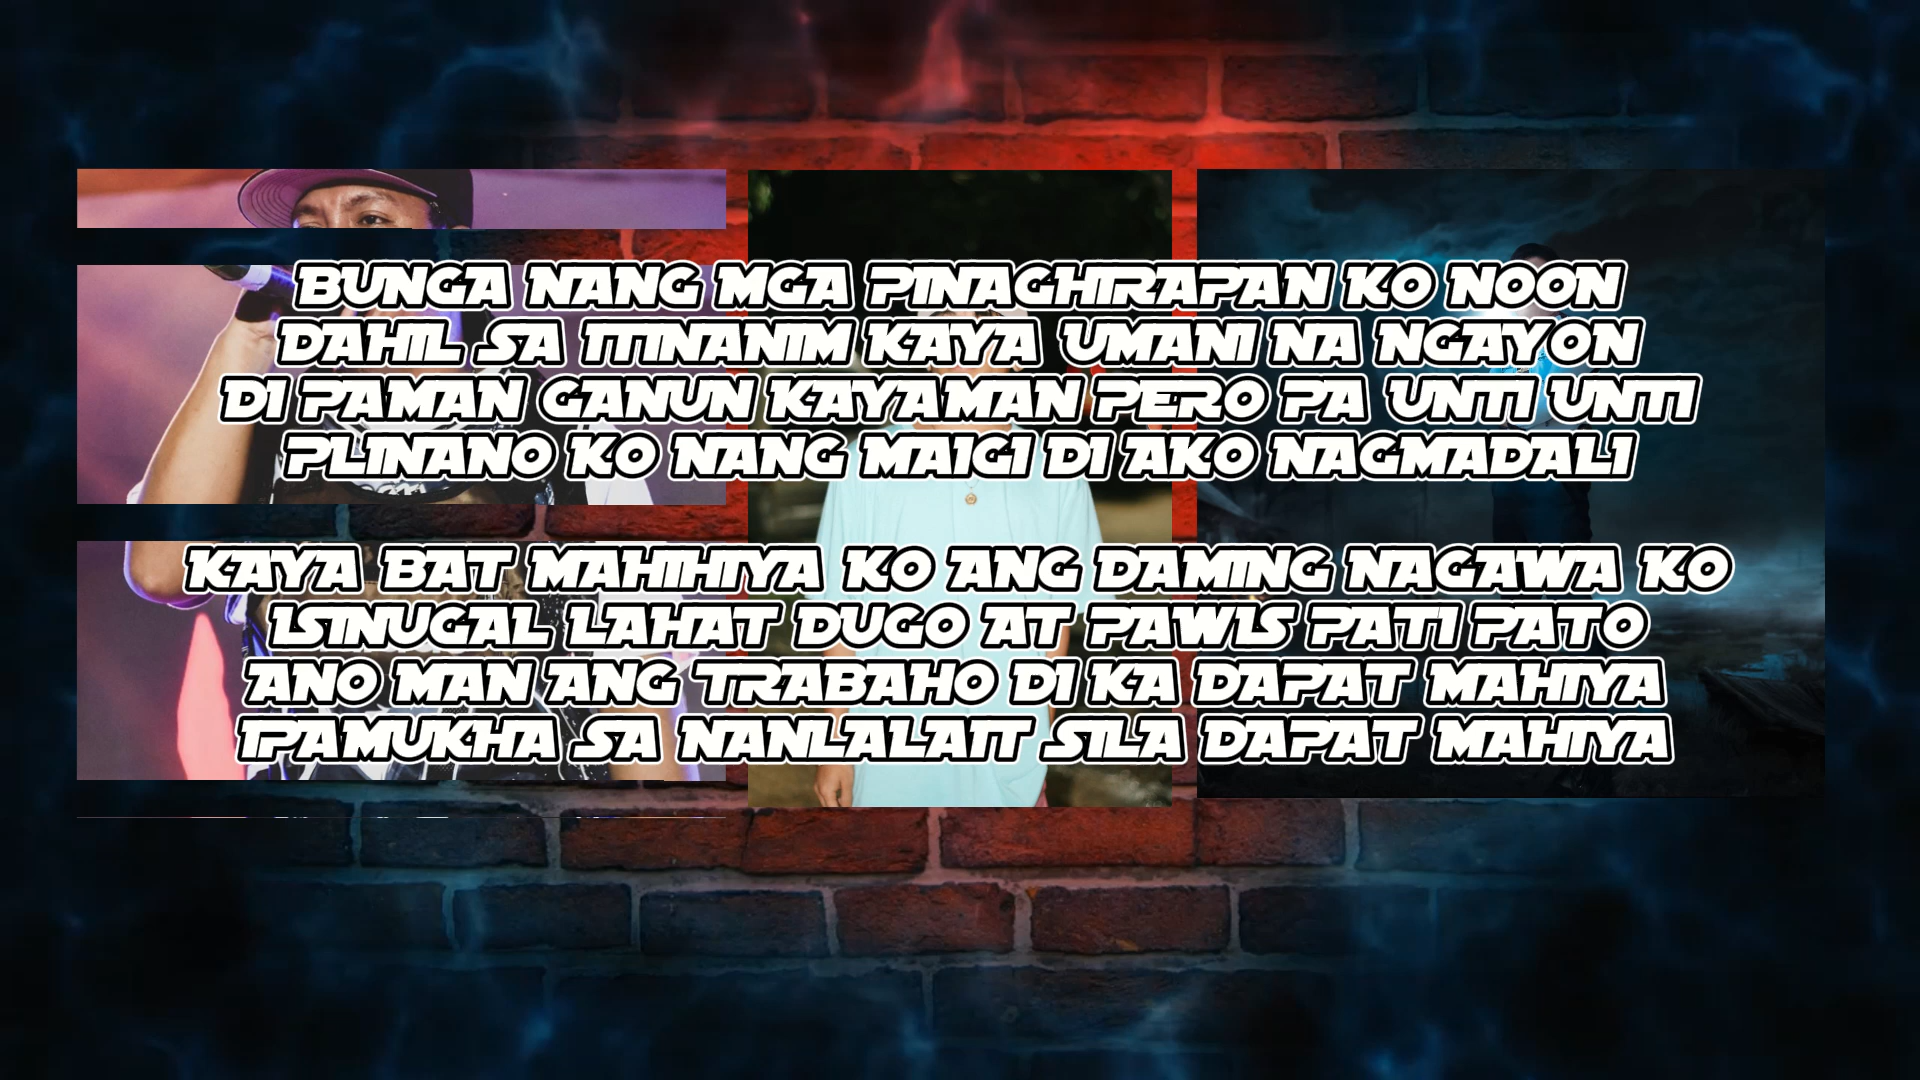 BUNGA NANG MGA PINAGHIRAPAN KO NOON
DAHIL SA ITINANIM KAYA UMANI NA NGAYON
DI PAMAN GANUN KAYAMAN PERO PA UNTI UNTI
PLINANO KO NANG MAIGI DI AKO NAGMADALI
KAYA BAT MAHIHIYA KO ANG DAMING NAGAWA KO
ISINUGAL LAHAT DUGO AT PAWIS PATI PATO
ANO MAN ANG TRABAHO DI KA DAPAT MAHIYA
IPAMUKHA SA NANLALAIT SILA DAPAT MAHIYA